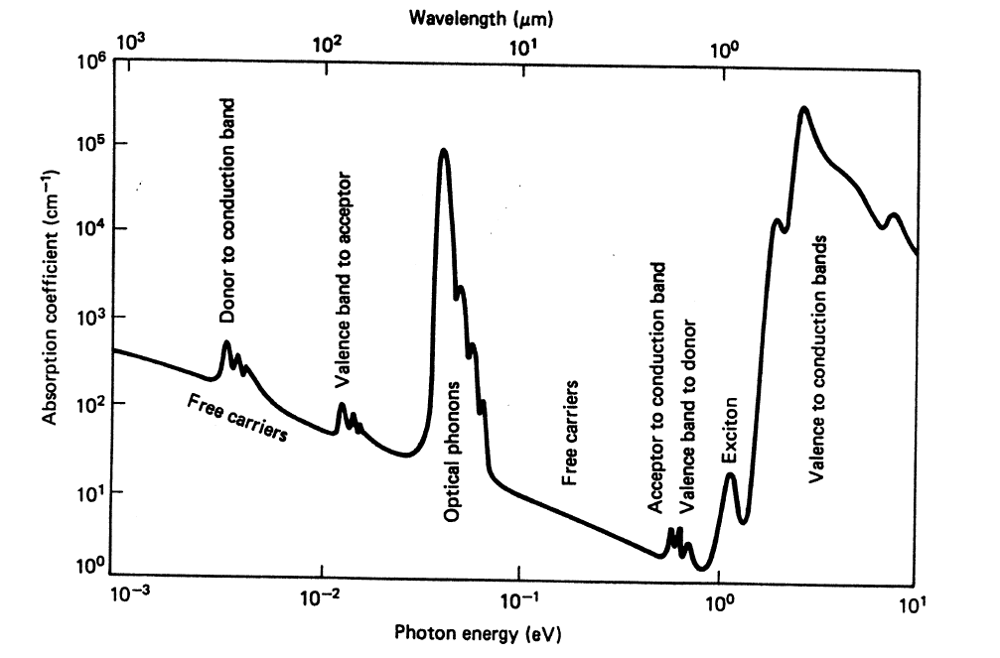 Wavelength (μm)
10³ 10² 10¹ 10⁰
10⁶
10⁵
10⁴
10³
10²
10¹
10⁰
Absorption coefficient (cm⁻¹)
Donor to conduction band
Valence band to acceptor
Free carriers
Optical phonons
Free carriers
Acceptor to conduction band
Valence band to donor
Exciton
Valence to conduction bands
10⁻³ 10⁻² 10⁻¹ 10⁰ 10¹
Photon energy (eV)